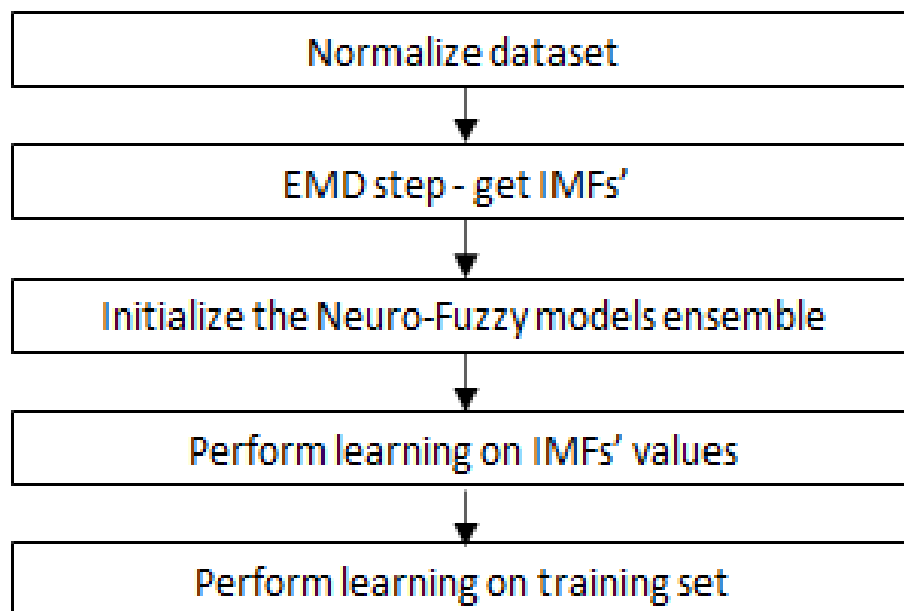 Normalize dataset
EMD step - get IMFs'
Initialize the Neuro-Fuzzy models ensemble
Perform learning on IMFs' values
Perform learning on training set